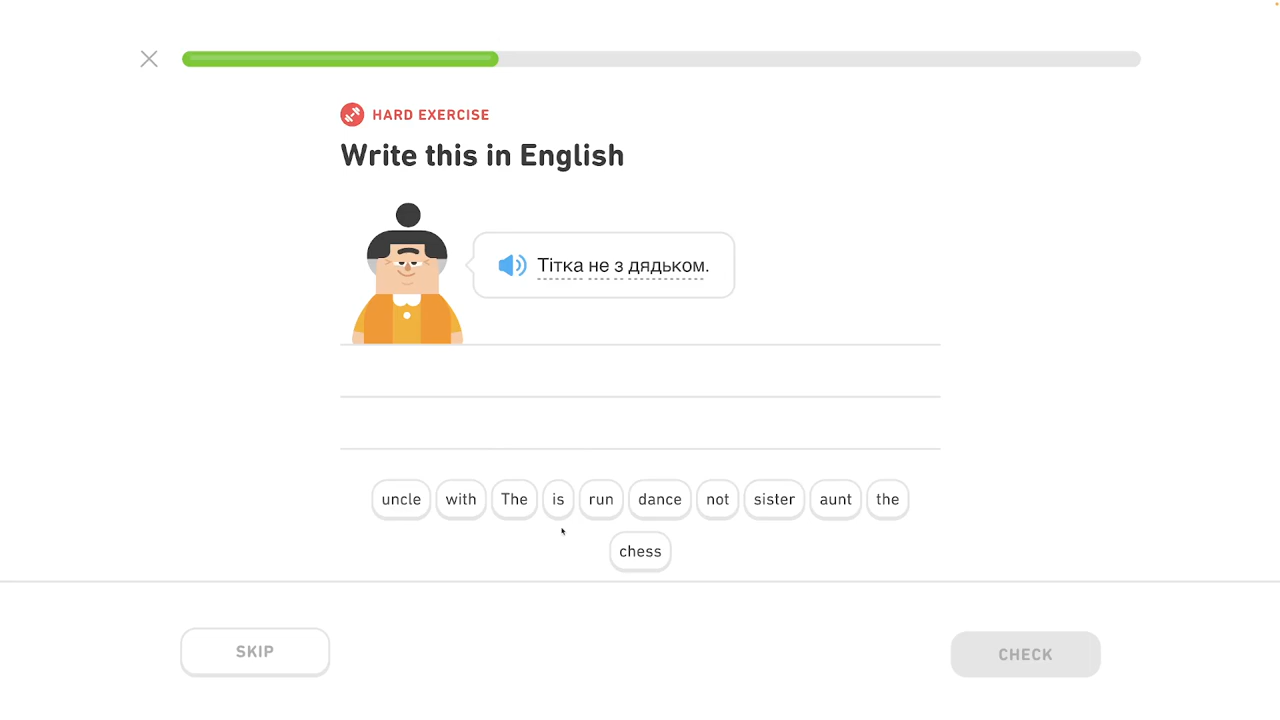 HARD EXERCISE
Write this in English
Тітка не з дядьком.
uncle with The is run dance not sister aunt the
chess
SKIP
CHECK